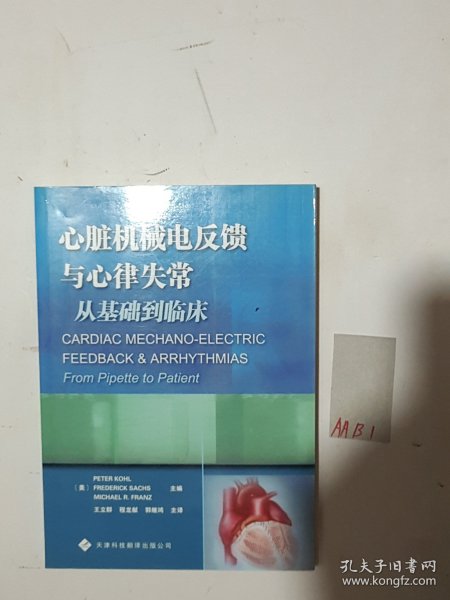 心脏机械电反馈
与心律失常
从基础到临床
CARDIAC MECHANO-ELECTRIC
FEEDBACK & ARRHYTHMIAS
From Pipette to Patient
PETER KOHL
(美) FREDERICK SACHS 主编
MICHAEL R. FRANZ
王立群 程龙献 郭继鸿 主译
天津科技翻译出版公司
AAB1
孔夫子旧书网
www.kongfz.com